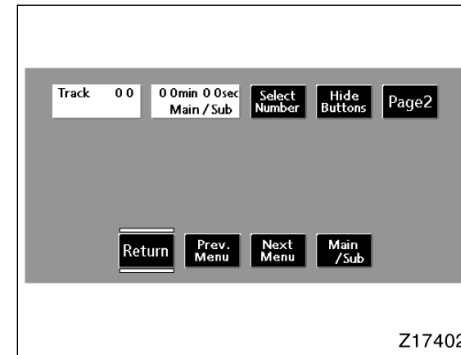 Track 0 0
0 0min 0 0sec
Main / Sub
Select
Number
Hide
Buttons
Page2
Return
Prev.
Menu
Next
Menu
Main
/Sub
Z17402